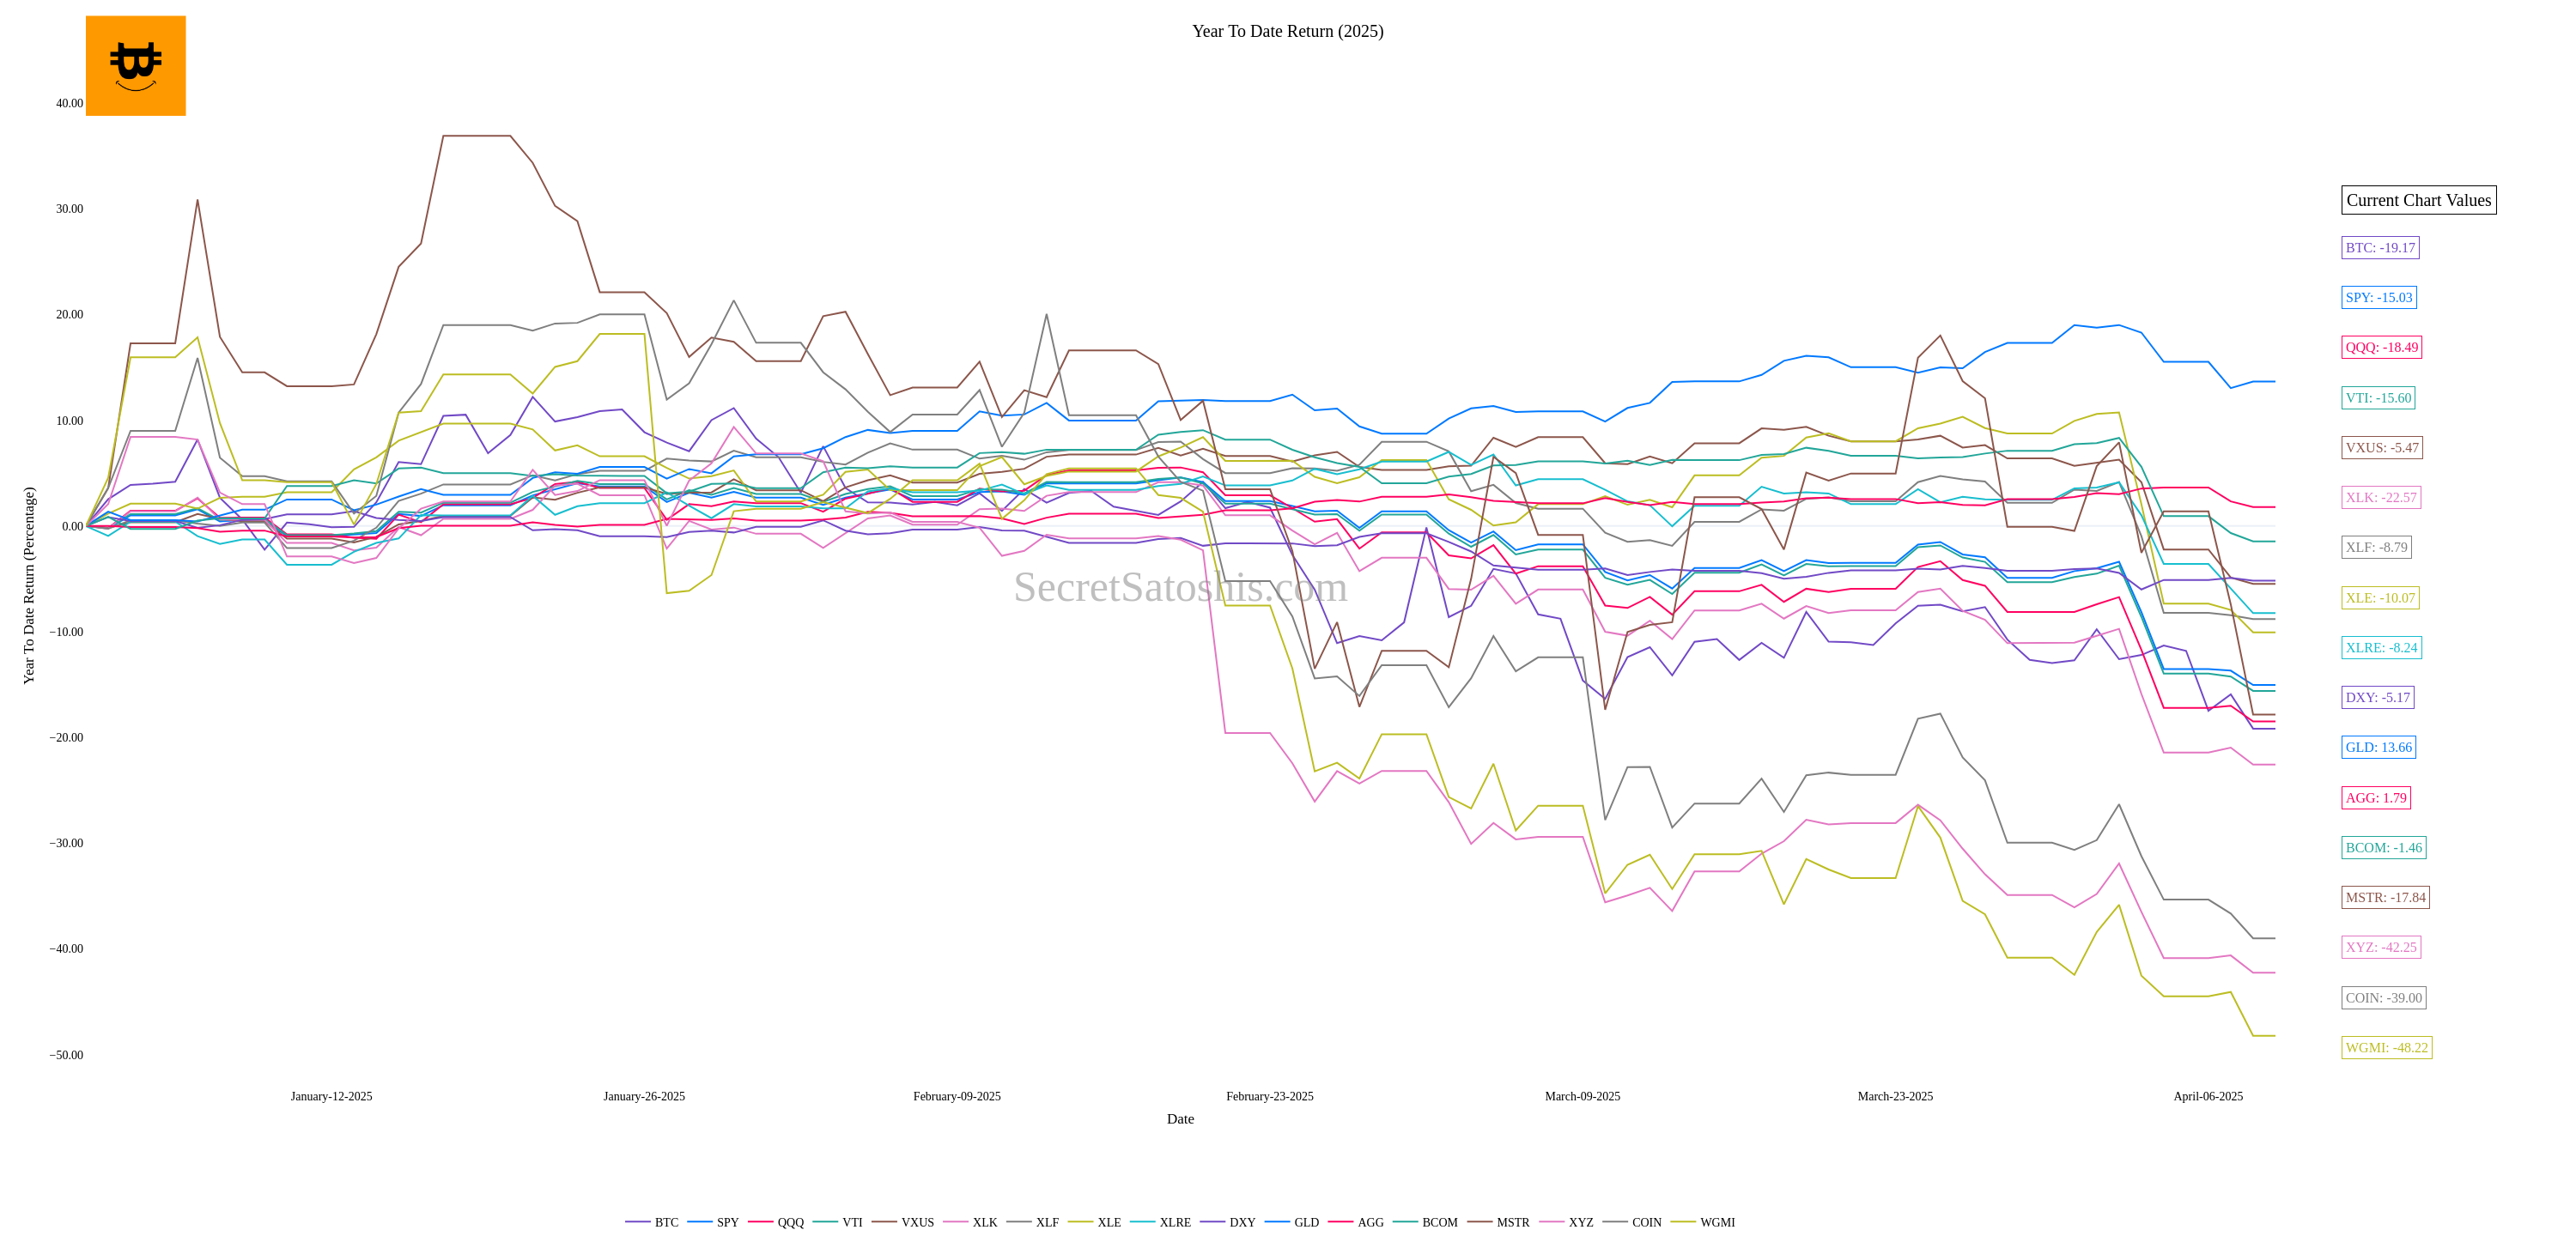 Year To Date Return (2025)
40.00
30.00
20.00
10.00
0.00
−10.00
−20.00
−30.00
−40.00
−50.00
Year To Date Return (Percentage)
SecretSatoshis.com
January-12-2025
January-26-2025
February-09-2025
February-23-2025
March-09-2025
March-23-2025
April-06-2025
Date
Current Chart Values
BTC: -19.17
SPY: -15.03
QQQ: -18.49
VTI: -15.60
VXUS: -5.47
XLK: -22.57
XLF: -8.79
XLE: -10.07
XLRE: -8.24
DXY: -5.17
GLD: 13.66
AGG: 1.79
BCOM: -1.46
MSTR: -17.84
XYZ: -42.25
COIN: -39.00
WGMI: -48.22
BTC SPY QQQ VTI VXUS XLK XLF XLE XLRE DXY GLD AGG BCOM MSTR XYZ COIN WGMI